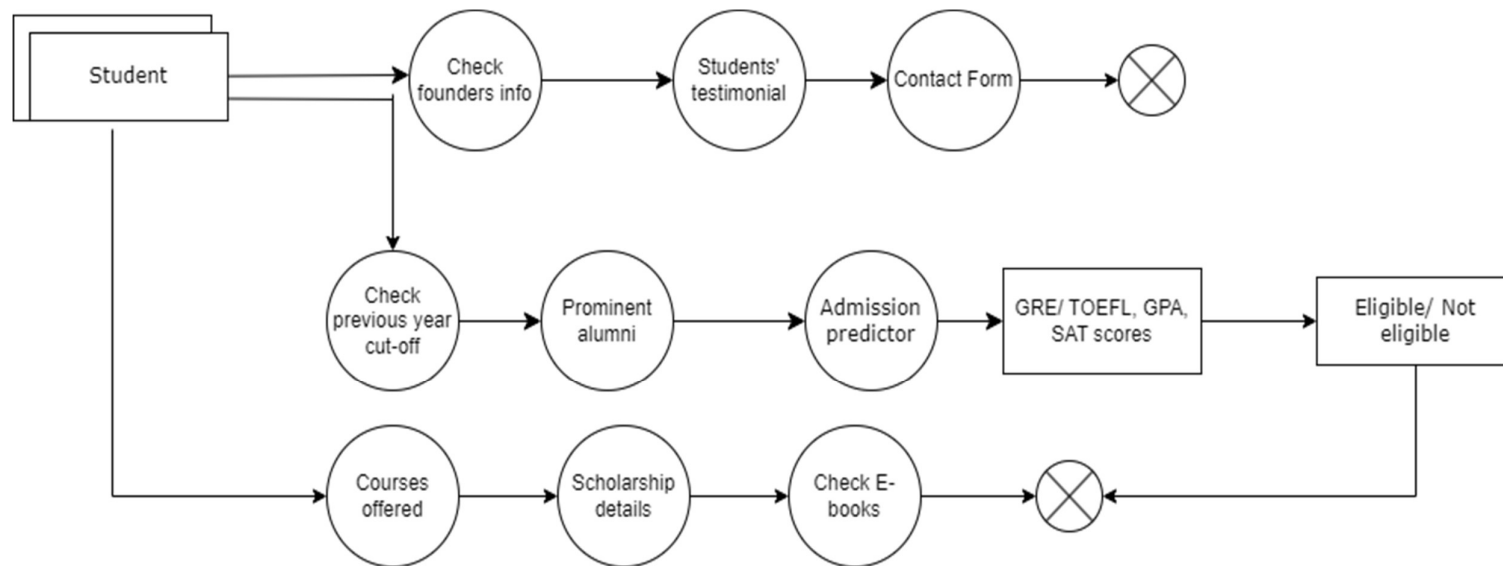 Student
Check
founders info
Students'
testimonial
Contact Form
Check
previous year
cut-off
Prominent
alumni
Admission
predictor
GRE/ TOEFL, GPA,
SAT scores
Eligible/ Not
eligible
Courses
offered
Scholarship
details
Check E-
books